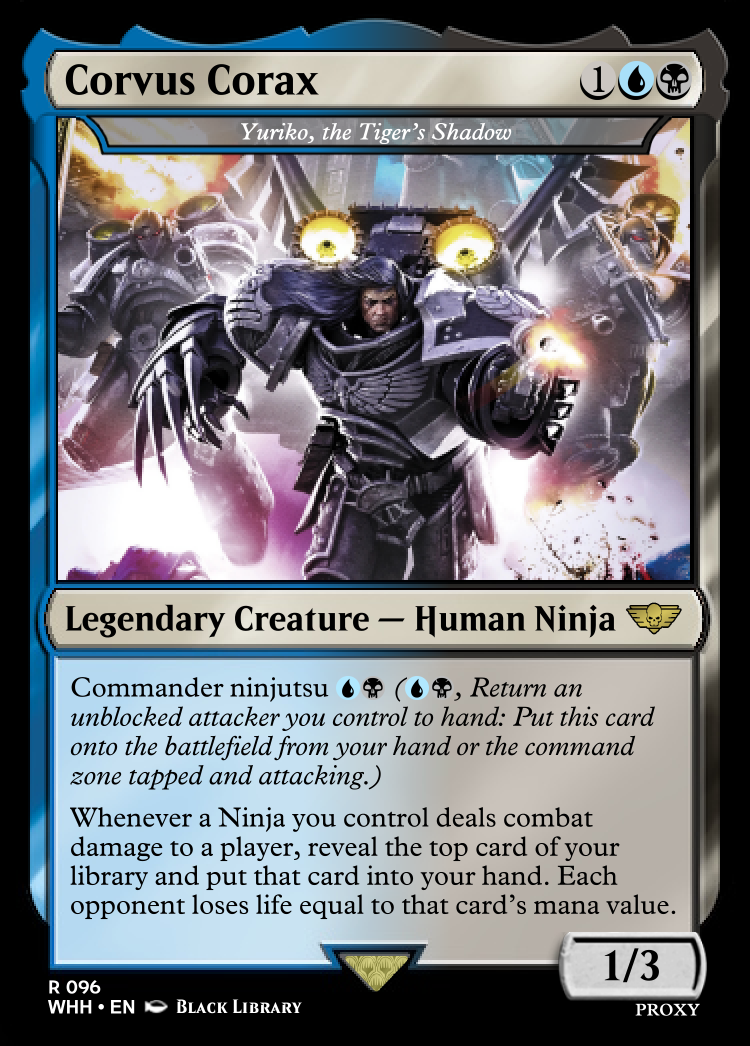 Corvus Corax 1
Yuriko, the Tiger's Shadow
Legendary Creature — Human Ninja
Commander ninjutsu (, Return an
unblocked attacker you control to hand: Put this card
onto the battlefield from your hand or the command
zone tapped and attacking.)
Whenever a Ninja you control deals combat
damage to a player, reveal the top card of your
library and put that card into your hand. Each
opponent loses life equal to that card's mana value.
1/3
R 096
WHH • EN BLACK LIBRARY
PROXY